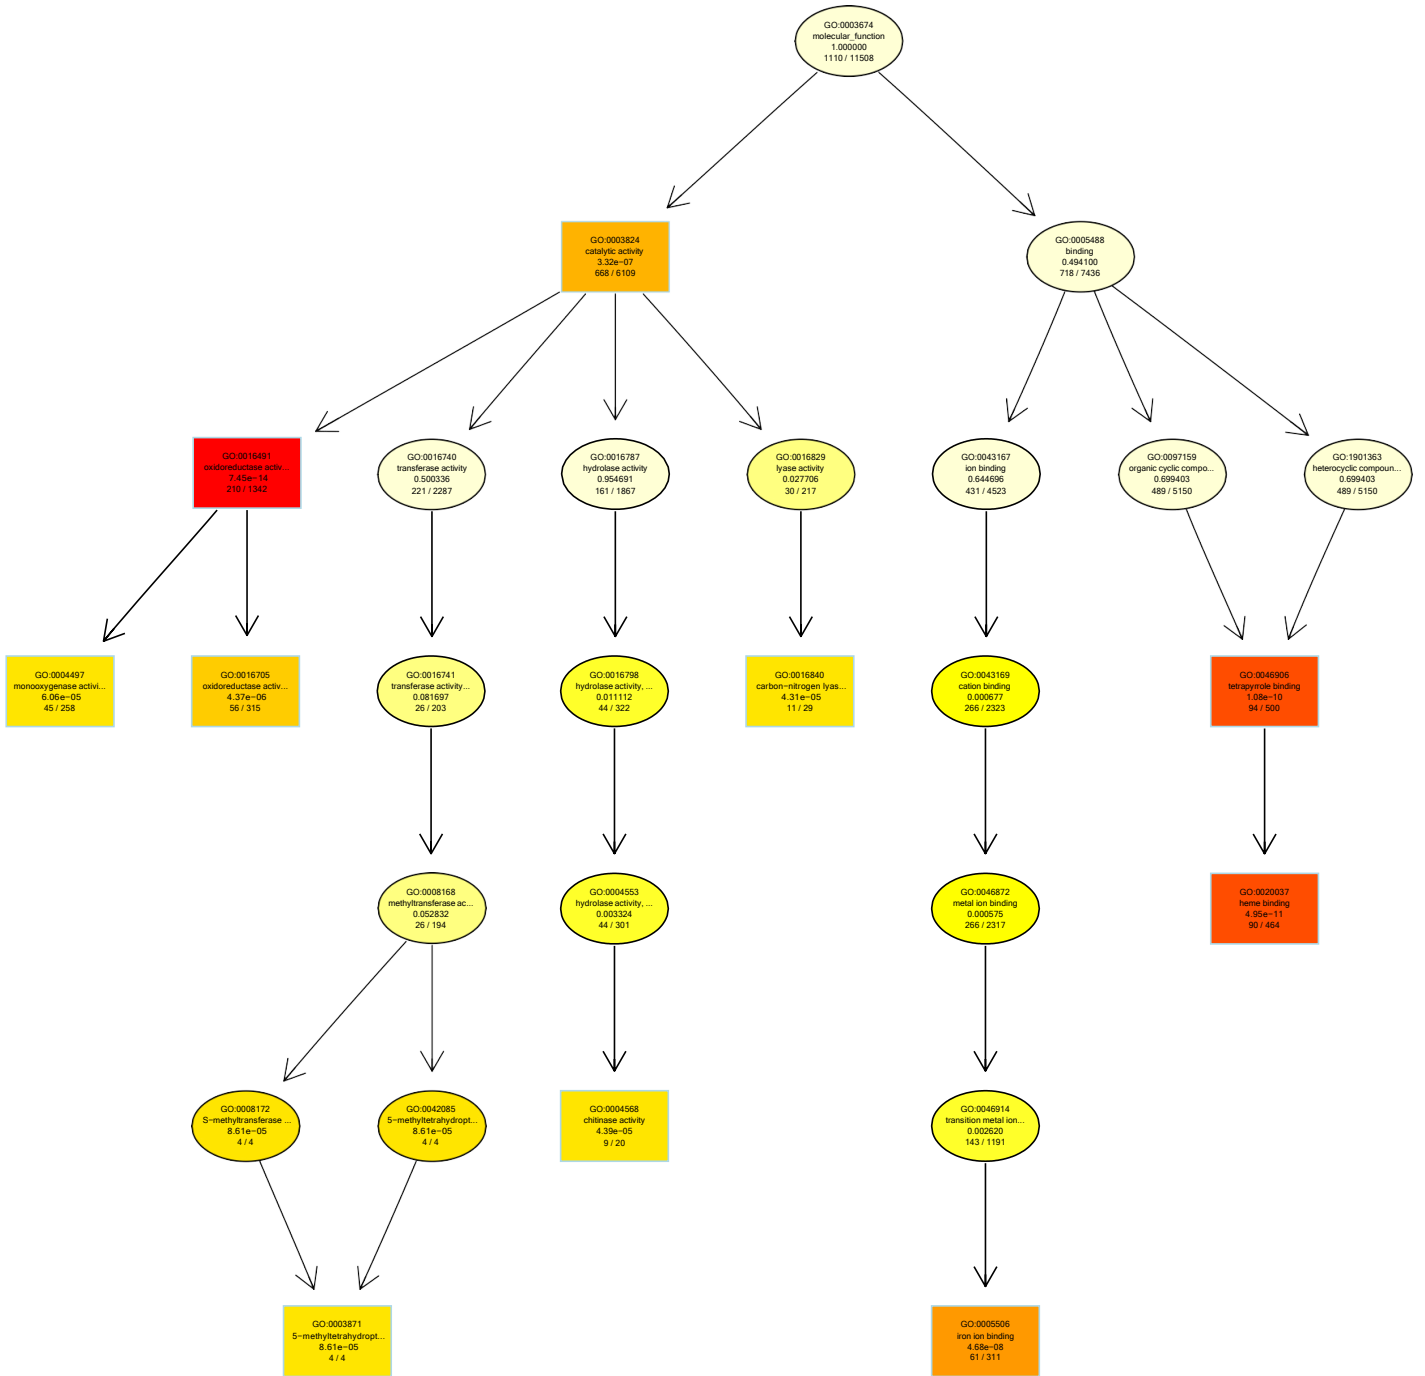 GO:0003674
molecular_function
1.000000
1110 / 11508
GO:0003824
catalytic activity
3.32e−07
668 / 6109
GO:0005488
binding
0.494100
718 / 7436
GO:0016491
oxidoreductase activ...
7.45e−14
210 / 1342
GO:0016740
transferase activity
0.500336
221 / 2287
GO:0016787
hydrolase activity
0.954691
161 / 1867
GO:0016829
lyase activity
0.027706
30 / 217
GO:0043167
ion binding
0.644696
431 / 4523
GO:0097159
organic cyclic compo...
0.699403
489 / 5150
GO:1901363
heterocyclic compoun...
0.699403
489 / 5150
GO:0004497
monooxygenase activi...
6.06e−05
45 / 258
GO:0016705
oxidoreductase activ...
4.37e−06
56 / 315
GO:0016741
transferase activity...
0.081697
26 / 203
GO:0016798
hydrolase activity, ...
0.011112
44 / 322
GO:0016840
carbon−nitrogen lyas...
4.31e−05
11 / 29
GO:0043169
cation binding
0.000677
266 / 2323
GO:0046906
tetrapyrrole binding
1.08e−10
94 / 500
GO:0008168
methyltransferase ac...
0.052832
26 / 194
GO:0004553
hydrolase activity, ...
0.003324
44 / 301
GO:0046872
metal ion binding
0.000575
266 / 2317
GO:0020037
heme binding
4.95e−11
90 / 464
GO:0008172
S−methyltransferase ...
8.61e−05
4 / 4
GO:0042085
5−methyltetrahydropt...
8.61e−05
4 / 4
GO:0004568
chitinase activity
4.39e−05
9 / 20
GO:0046914
transition metal ion...
0.002620
143 / 1191
GO:0003871
5−methyltetrahydropt...
8.61e−05
4 / 4
GO:0005506
iron ion binding
4.68e−08
61 / 311